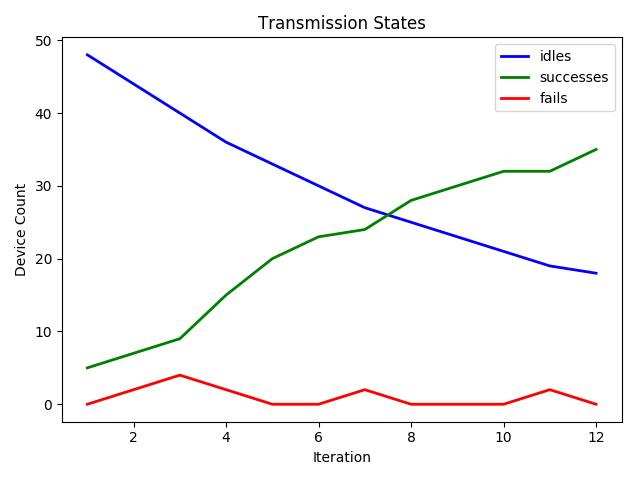 Transmission States
50
40
30
20
10
0
Device Count
idles
successes
fails
2 4 6 8 10 12
Iteration